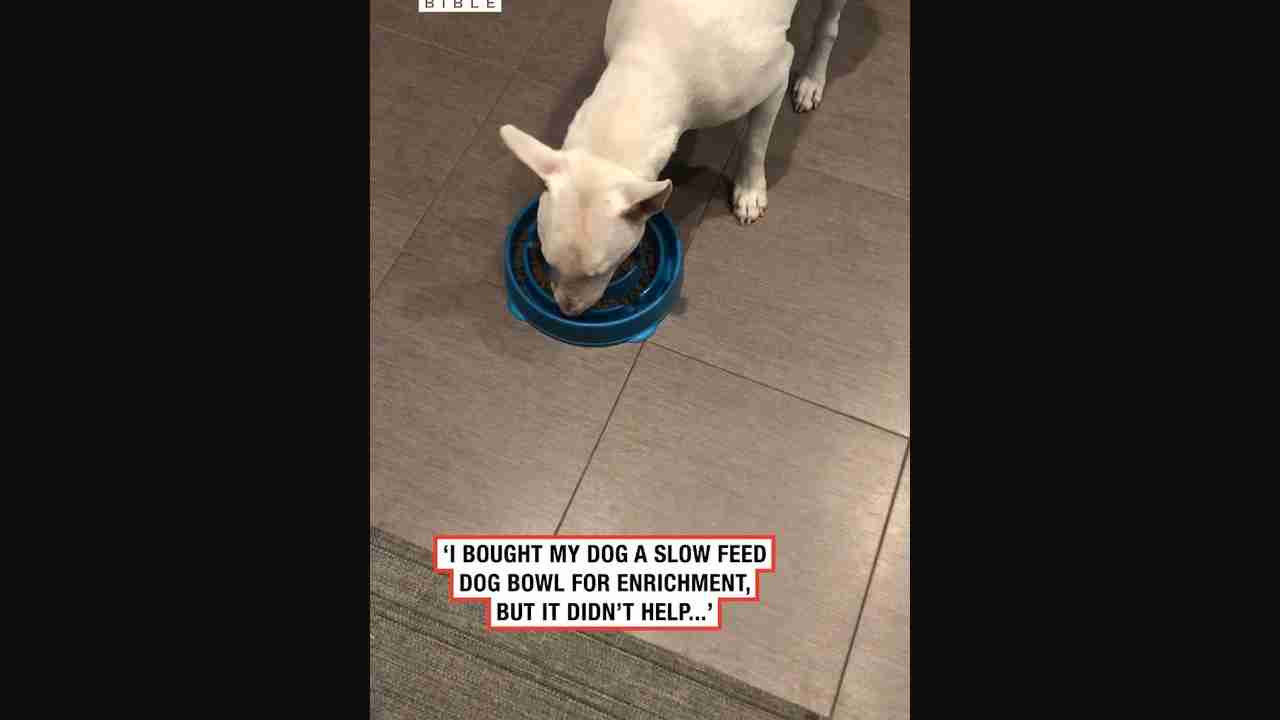 BIBLE
‘I BOUGHT MY DOG A SLOW FEED
DOG BOWL FOR ENRICHMENT,
BUT IT DIDN’T HELP...’